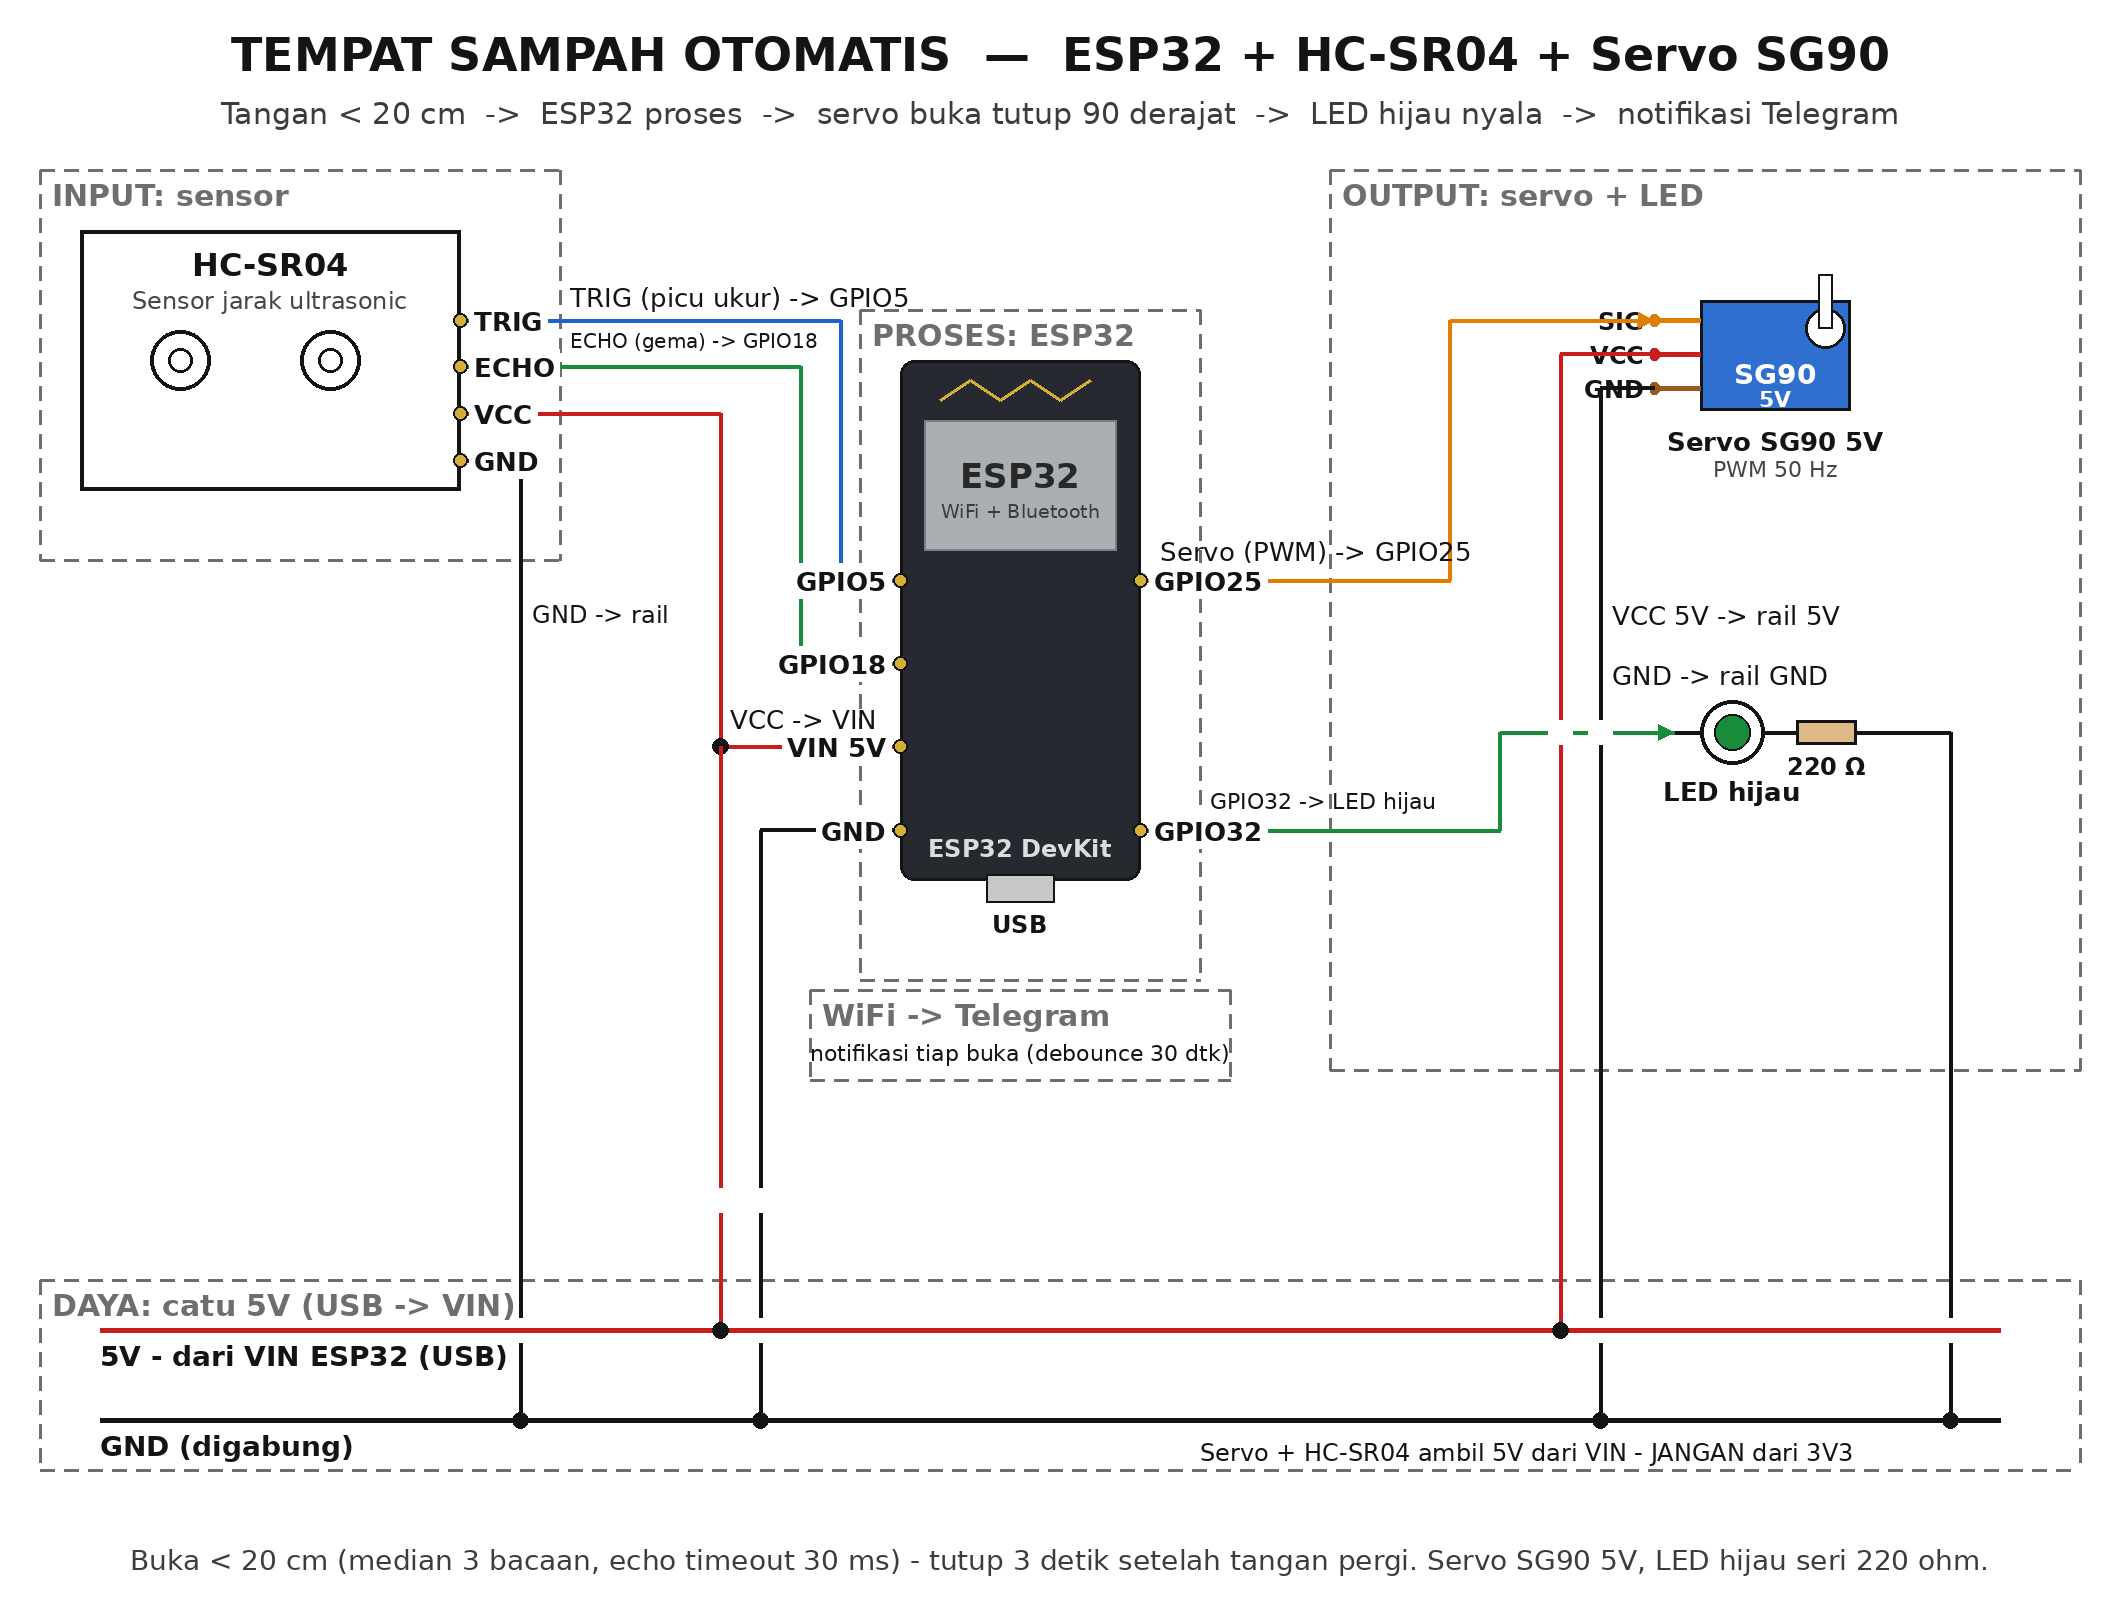 TEMPAT SAMPAH OTOMATIS — ESP32 + HC-SR04 + Servo SG90
Tangan < 20 cm -> ESP32 proses -> servo buka tutup 90 derajat -> LED hijau nyala -> notifikasi Telegram
INPUT: sensor
HC-SR04
Sensor jarak ultrasonic
TRIG
ECHO
VCC
GND
TRIG (picu ukur) -> GPIO5
ECHO (gema) -> GPIO18
GND -> rail
PROSES: ESP32
ESP32
WiFi + Bluetooth
GPIO5
GPIO18
VCC -> VIN
VIN 5V
GND
ESP32 DevKit
USB
Servo (PWM) -> GPIO25
GPIO25
GPIO32 -> LED hijau
GPIO32
WiFi -> Telegram
notifikasi tiap buka (debounce 30 dtk)
OUTPUT: servo + LED
SIG
VCC
GND
SG90
5V
Servo SG90 5V
PWM 50 Hz
VCC 5V -> rail 5V
GND -> rail GND
220 Ω
LED hijau
DAYA: catu 5V (USB -> VIN)
5V - dari VIN ESP32 (USB)
GND (digabung)
Servo + HC-SR04 ambil 5V dari VIN - JANGAN dari 3V3
Buka < 20 cm (median 3 bacaan, echo timeout 30 ms) - tutup 3 detik setelah tangan pergi. Servo SG90 5V, LED hijau seri 220 ohm.